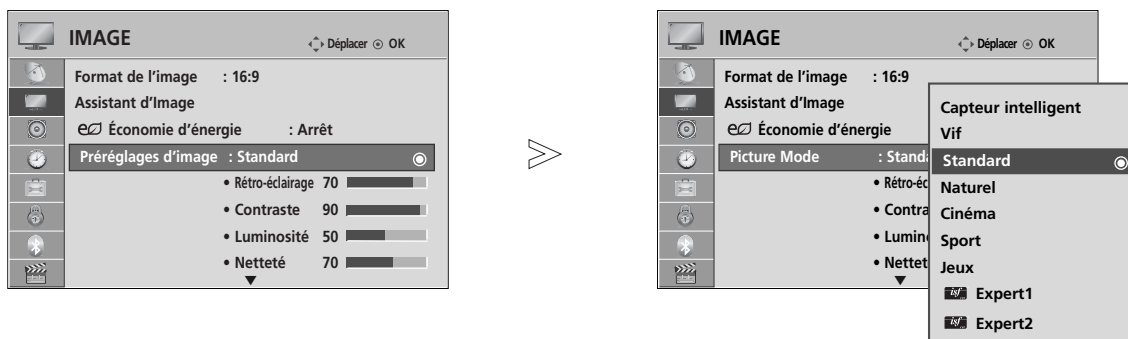 IMAGE
Déplacer OK
Format de l'image : 16:9
Assistant d'Image
Économie d'énergie : Arrêt
Préréglages d'image : Standard
• Rétro-éclairage 70
• Contraste 90
• Luminosité 50
• Netteté 70
IMAGE
Déplacer OK
Format de l'image : 16:9
Assistant d'Image
Économie d'énergie
Picture Mode : Standa
• Rétro-éc
• Contra
• Lumin
• Nettet
Capteur intelligent
Vif
Standard
Naturel
Cinéma
Sport
Jeux
isf Expert1
isf Expert2